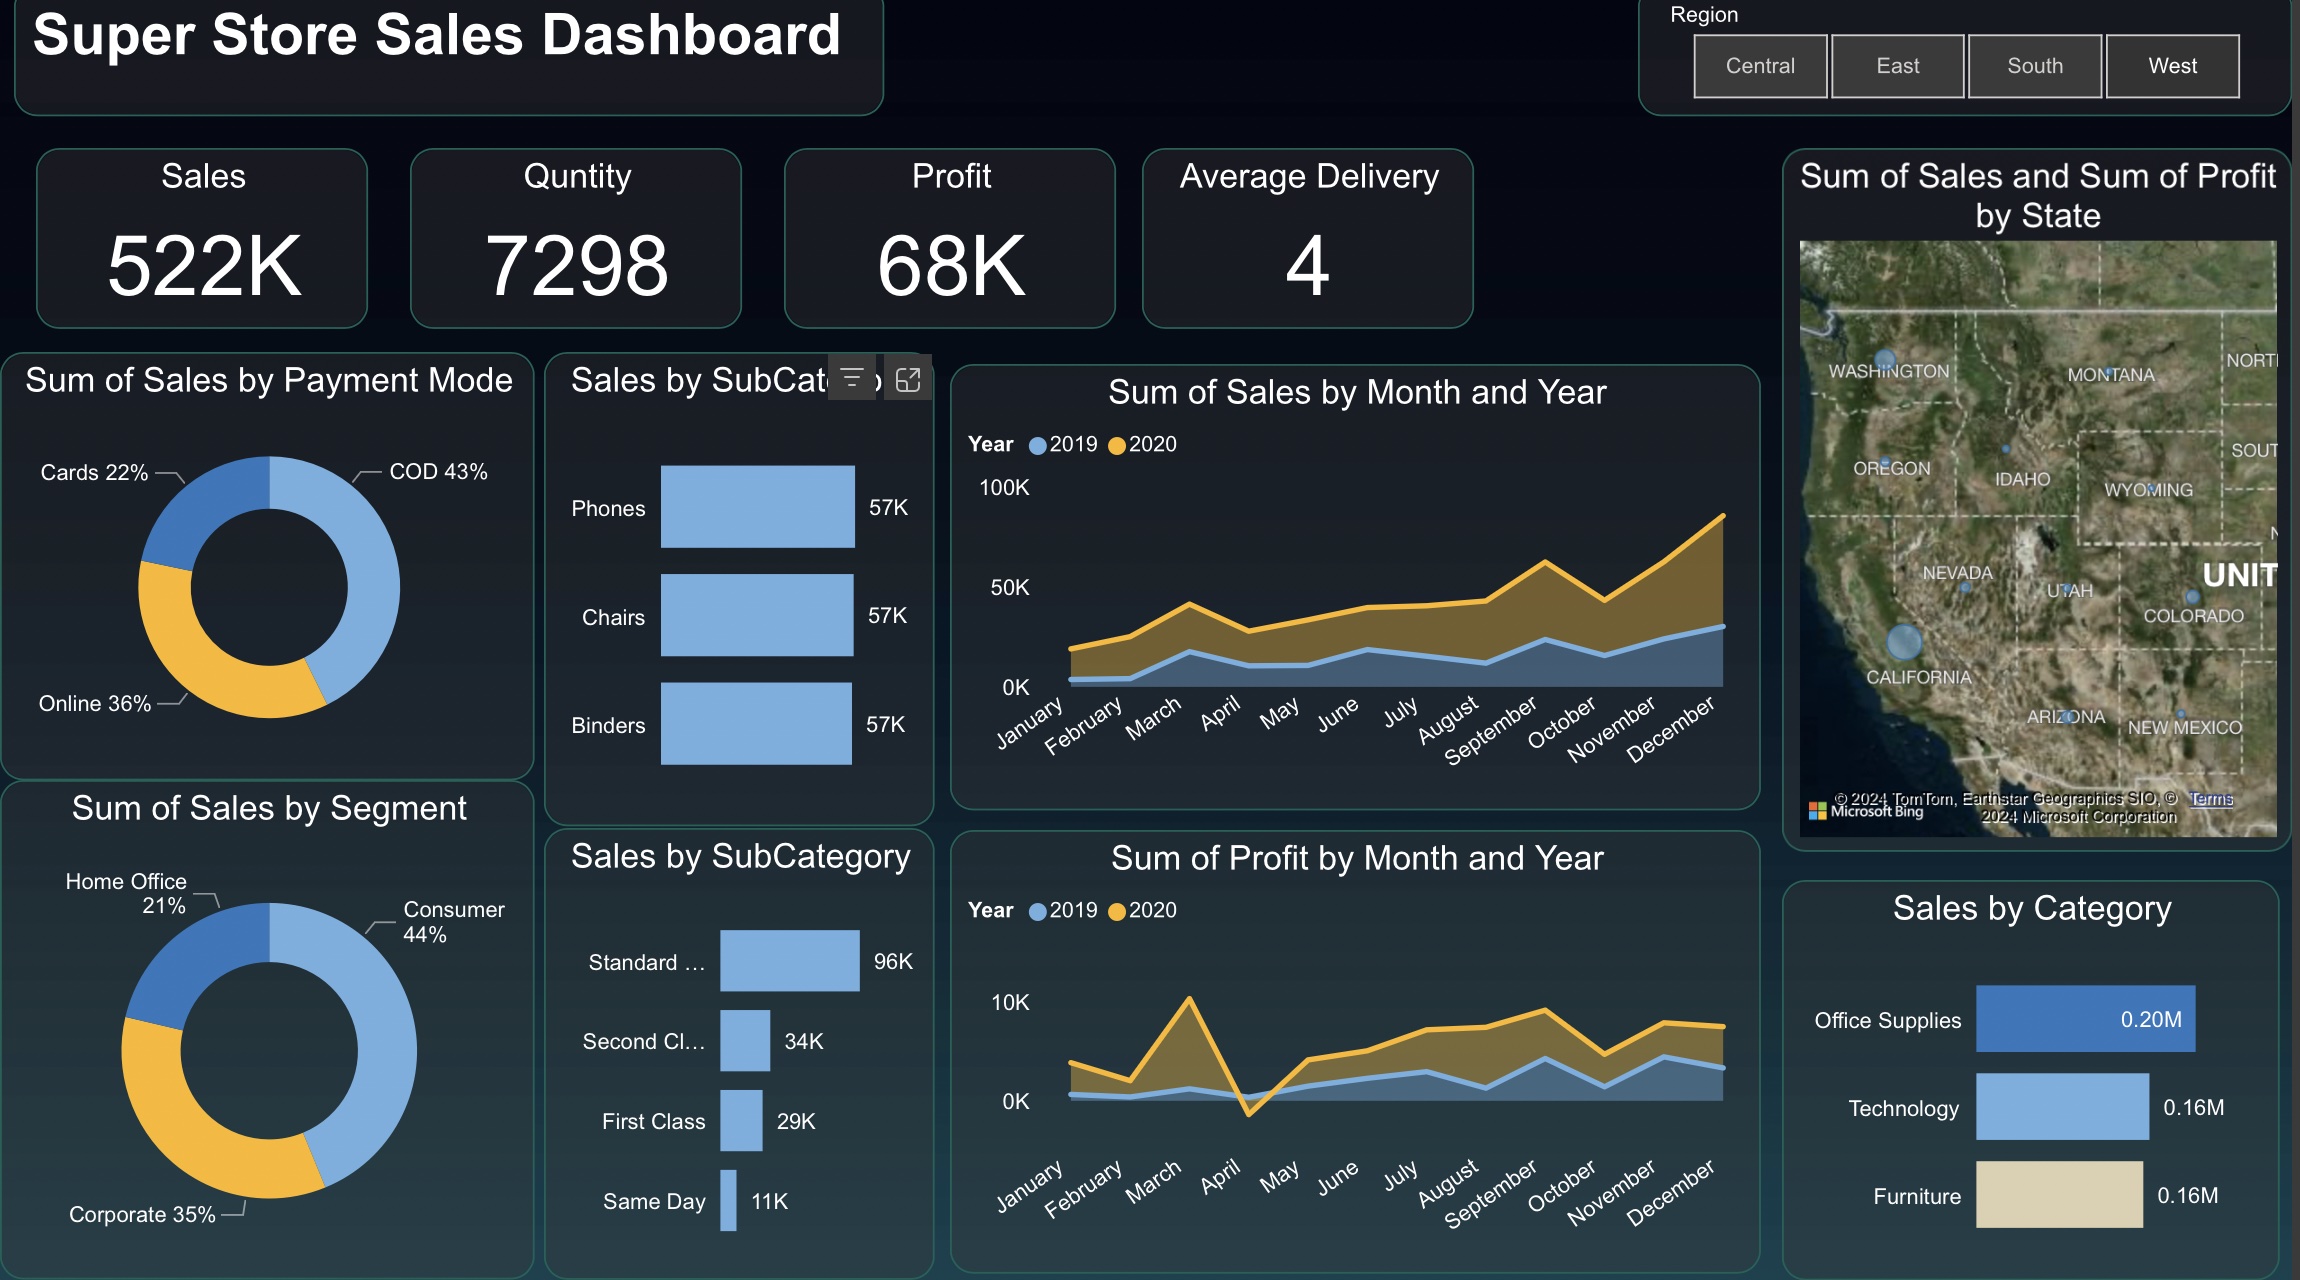 Super Store Sales Dashboard
Region
Central
East
South
West
Sales
522K
Quntity
7298
Profit
68K
Average Delivery
4
Sum of Sales and Sum of Profit
by State
WASHINGTON
MONTANA
NORT
OREGON
IDAHO
SOUT
WYOMING
N
NEVADA
UTAH
UNIT
COLORADO
CALIFORNIA
ARIZONA
NEW MEXICO
© 2024 TomTom, Earthstar Geographics SIO, ©
2024 Microsoft Corporation
Terms
Microsoft Bing
Sum of Sales by Payment Mode
Cards 22%
COD 43%
Online 36%
Sales by SubCat
Phones
57K
Chairs
57K
Binders
57K
Sum of Sales by Month and Year
Year 2019 2020
100K
50K
0K
January
February
March
April
May
June
July
August
September
October
November
December
Sum of Sales by Segment
Home Office
21%
Consumer
44%
Corporate 35%
Sales by SubCategory
Standard …
96K
Second Cl…
34K
First Class
29K
Same Day
11K
Sum of Profit by Month and Year
Year 2019 2020
10K
0K
January
February
March
April
May
June
July
August
September
October
November
December
Sales by Category
Office Supplies
0.20M
Technology
0.16M
Furniture
0.16M